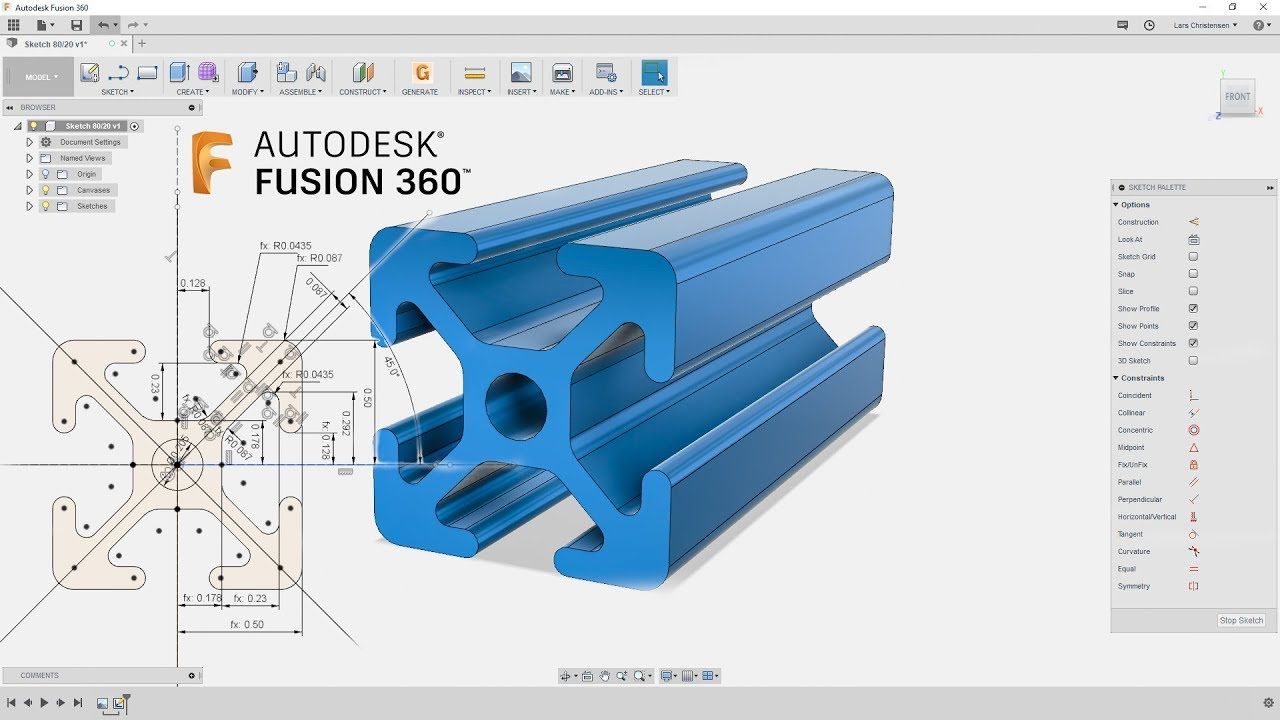 Autodesk Fusion 360
Lars Christensen
Sketch 80/20 v1*
MODEL
SKETCH
CREATE
MODIFY
ASSEMBLE
CONSTRUCT
G
GENERATE
INSPECT
INSERT
MAKE
ADD-INS
SELECT
Y
FRONT
Z
X
BROWSER
Sketch 80/20 v1
Document Settings
Named Views
Origin
Canvases
Sketches
AUTODESK®
FUSION 360™
fx: R0.0435
fx: R0.087
0.128
0.087
45.0°
0.23
fx: R0.0435
0.50
0.292
0.178
fx: 0.128
fx: 0.178
fx: 0.23
fx: 0.50
SKETCH PALETTE
Options
Construction
Look At
Sketch Grid
Snap
Slice
Show Profile
Show Points
Show Constraints
3D Sketch
Constraints
Coincident
Collinear
Concentric
Midpoint
Fix/UnFix
Parallel
Perpendicular
Horizontal/Vertical
Tangent
Curvature
Equal
Symmetry
Stop Sketch
COMMENTS